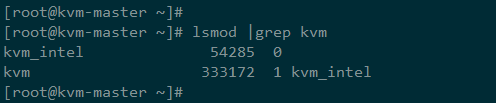 [root@kvm-master ~]#
[root@kvm-master ~]# lsmod |grep kvm
kvm_intel              54285  0
kvm                   333172  1 kvm_intel
[root@kvm-master ~]#